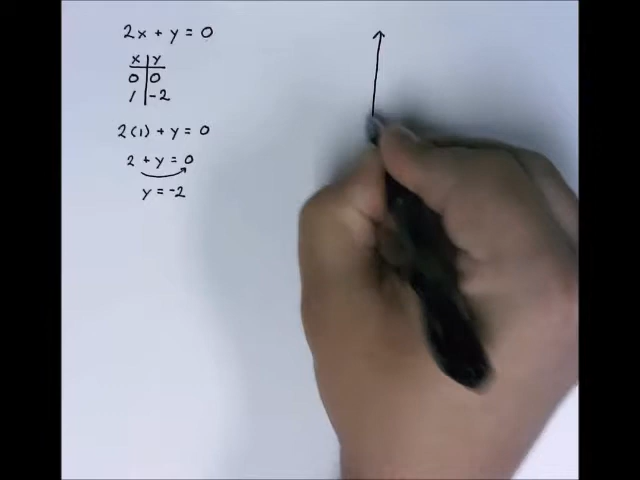 2x + y = 0
x y
0 0
1 -2
2(1) + y = 0
2 + y = 0
y = -2